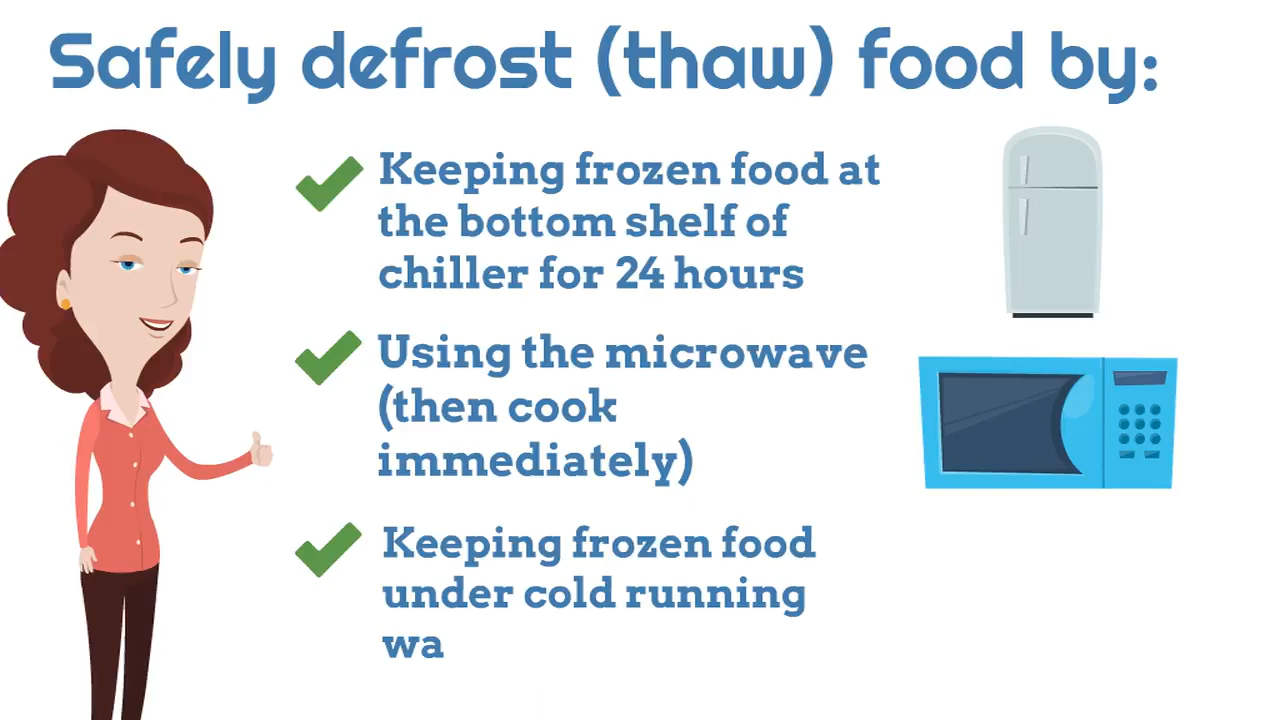 Safely defrost (thaw) food by:
Keeping frozen food at
the bottom shelf of
chiller for 24 hours
Using the microwave
(then cook
immediately)
Keeping frozen food
under cold running
wa